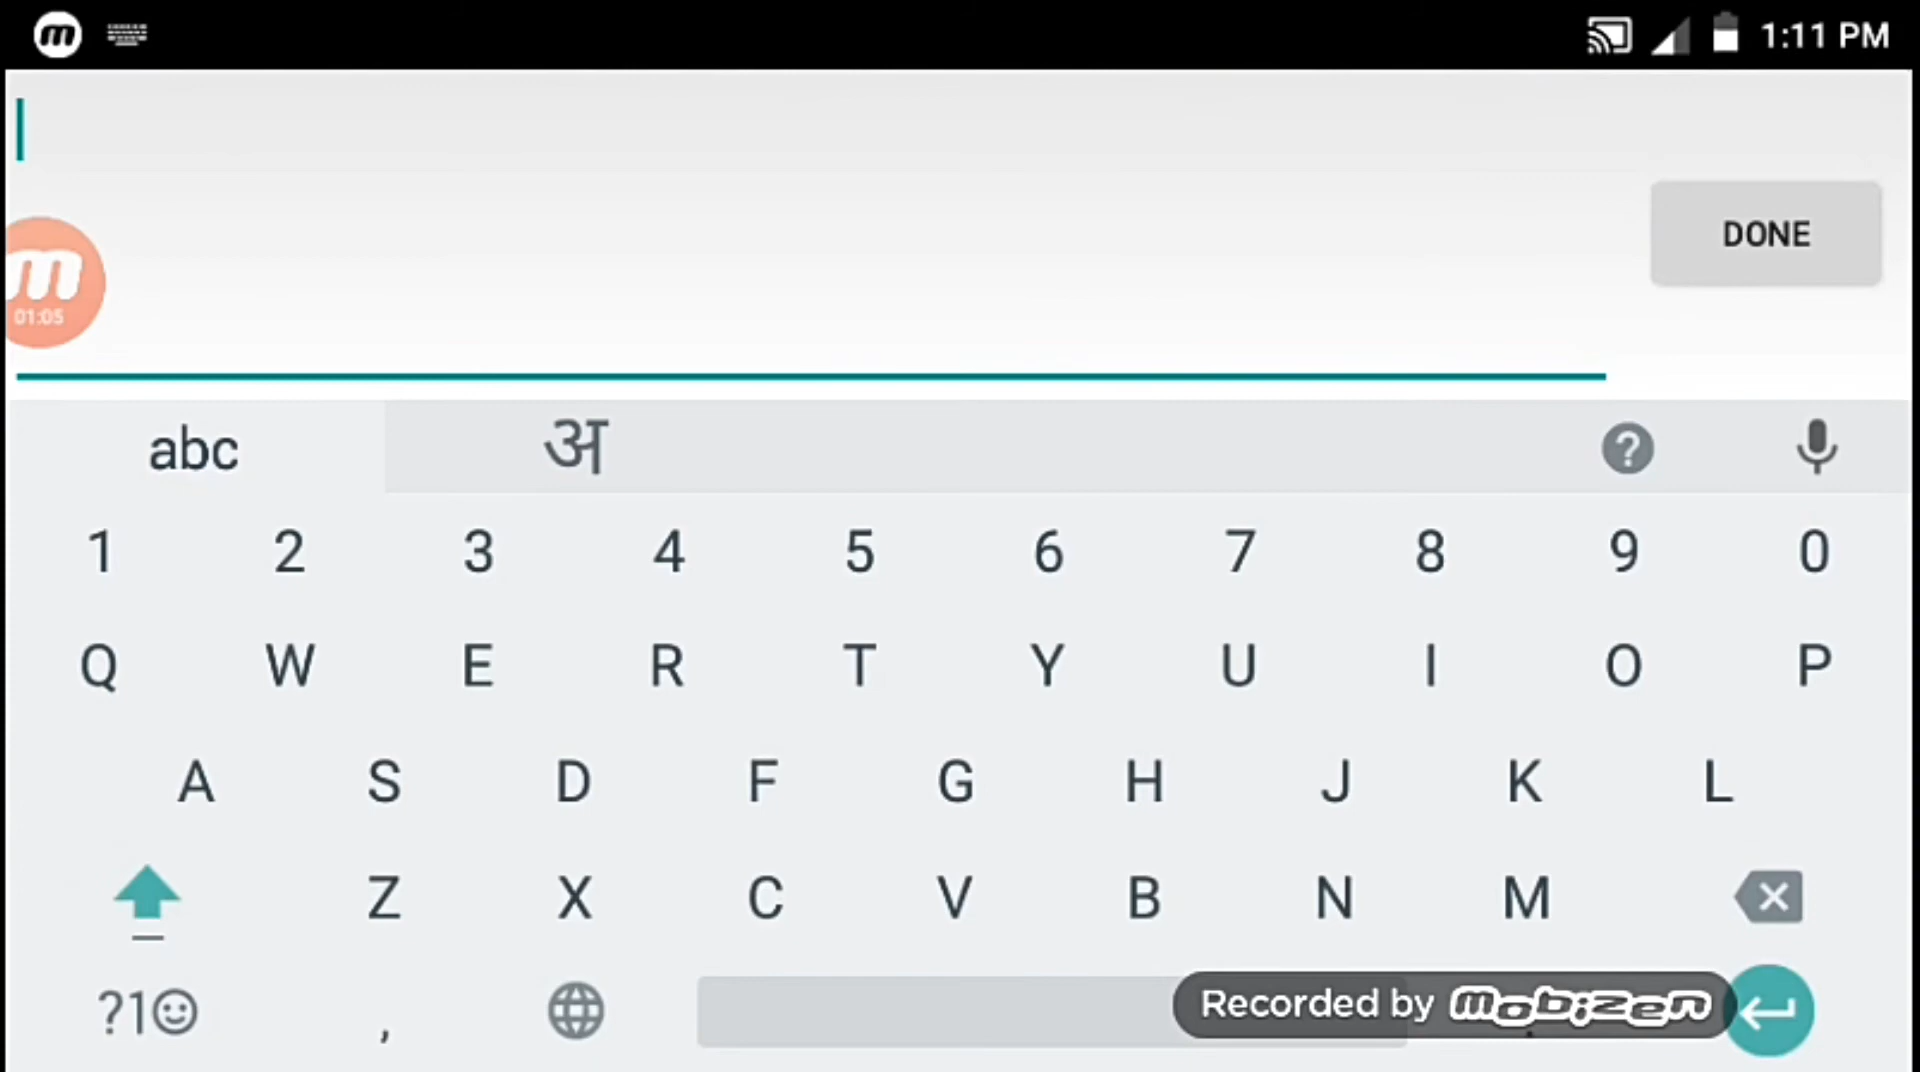 m 1:11 PM
DONE
m
01:05
abc अ ?
1 2 3 4 5 6 7 8 9 0
Q W E R T Y U I O P
A S D F G H J K L
Z X C V B N M
?1☺ , .
Recorded by mobizen